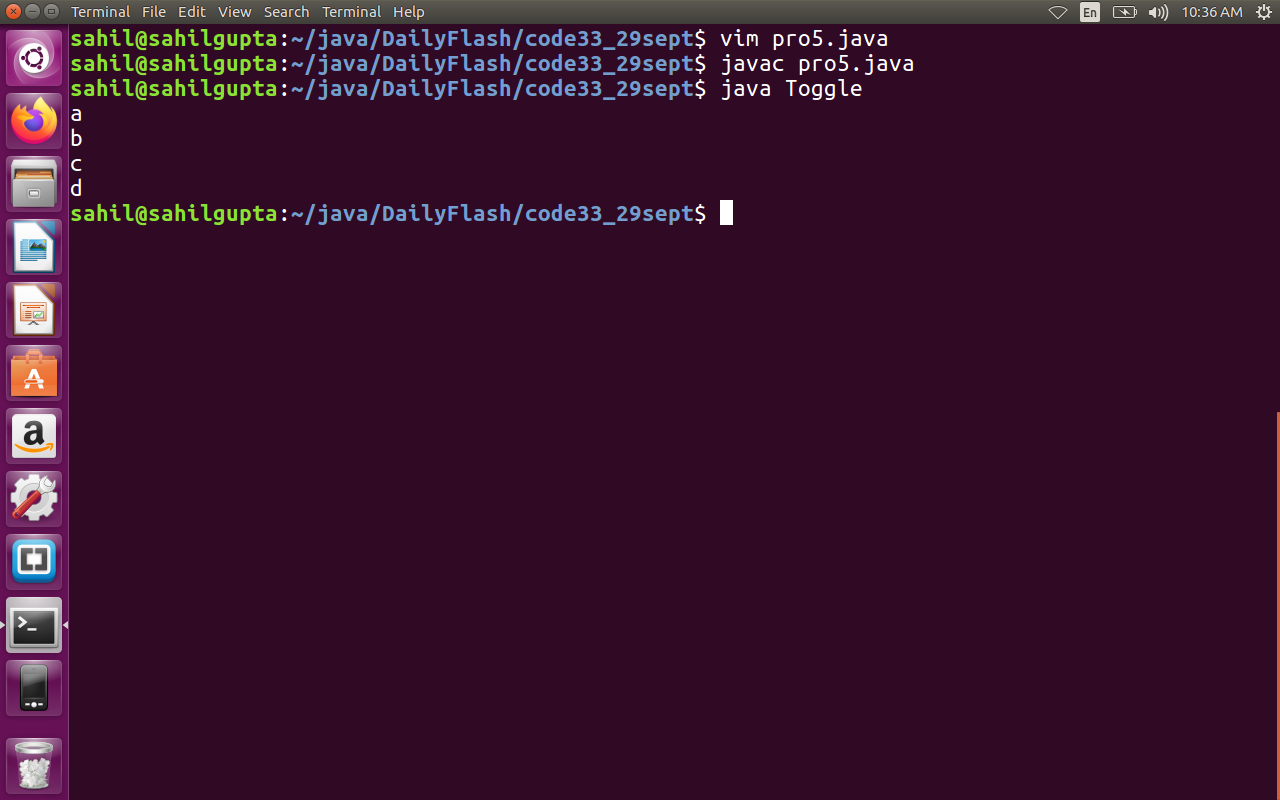 Terminal File Edit View Search Terminal Help En 10:36 AM
sahil@sahilgupta:~/java/DailyFlash/code33_29sept$ vim pro5.java
sahil@sahilgupta:~/java/DailyFlash/code33_29sept$ javac pro5.java
sahil@sahilgupta:~/java/DailyFlash/code33_29sept$ java Toggle
a
b
c
d
sahil@sahilgupta:~/java/DailyFlash/code33_29sept$